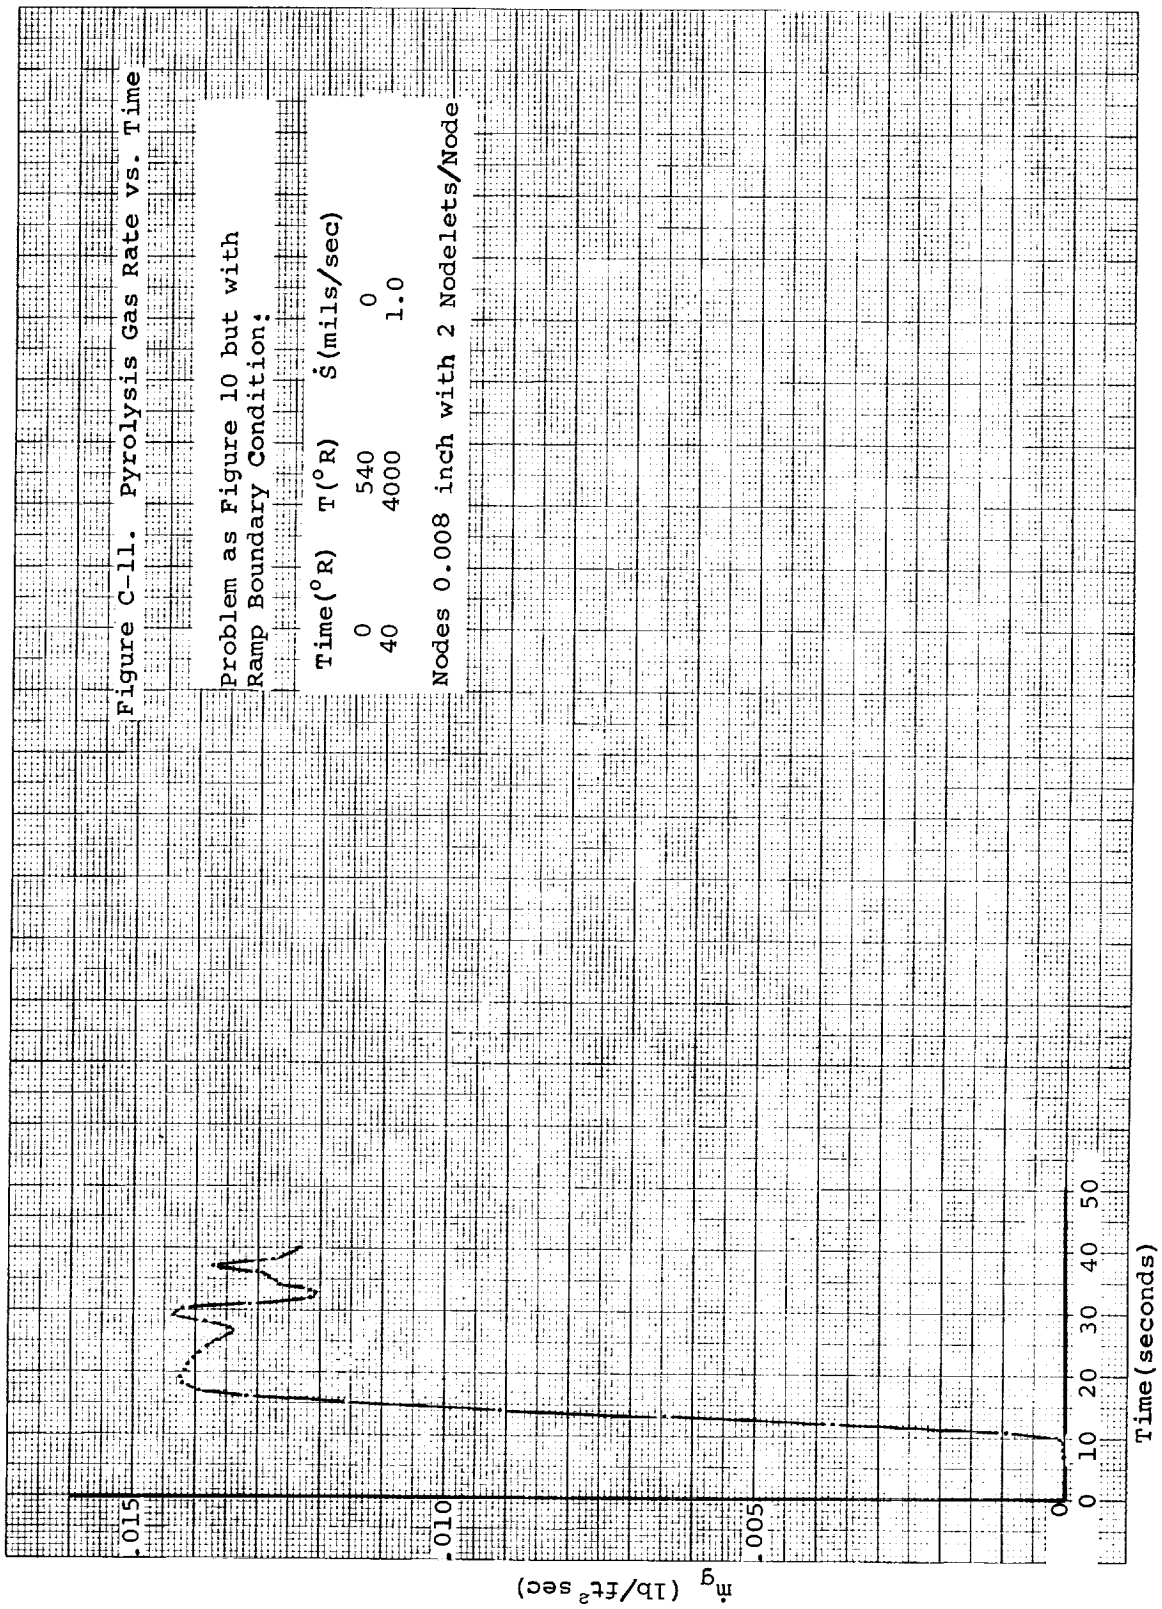 Figure C-11. Pyrolysis Gas Rate vs. Time
Problem as Figure 10 but with
Ramp Boundary Condition:
Time(°R) T(°R) Ṡ(mils/sec)
0 540 0
40 4000 1.0
Nodes 0.008 inch with 2 Nodelets/Node
ṁg (lb/ft²sec)
.015
.010
.005
0
0 10 20 30 40 50
Time(seconds)